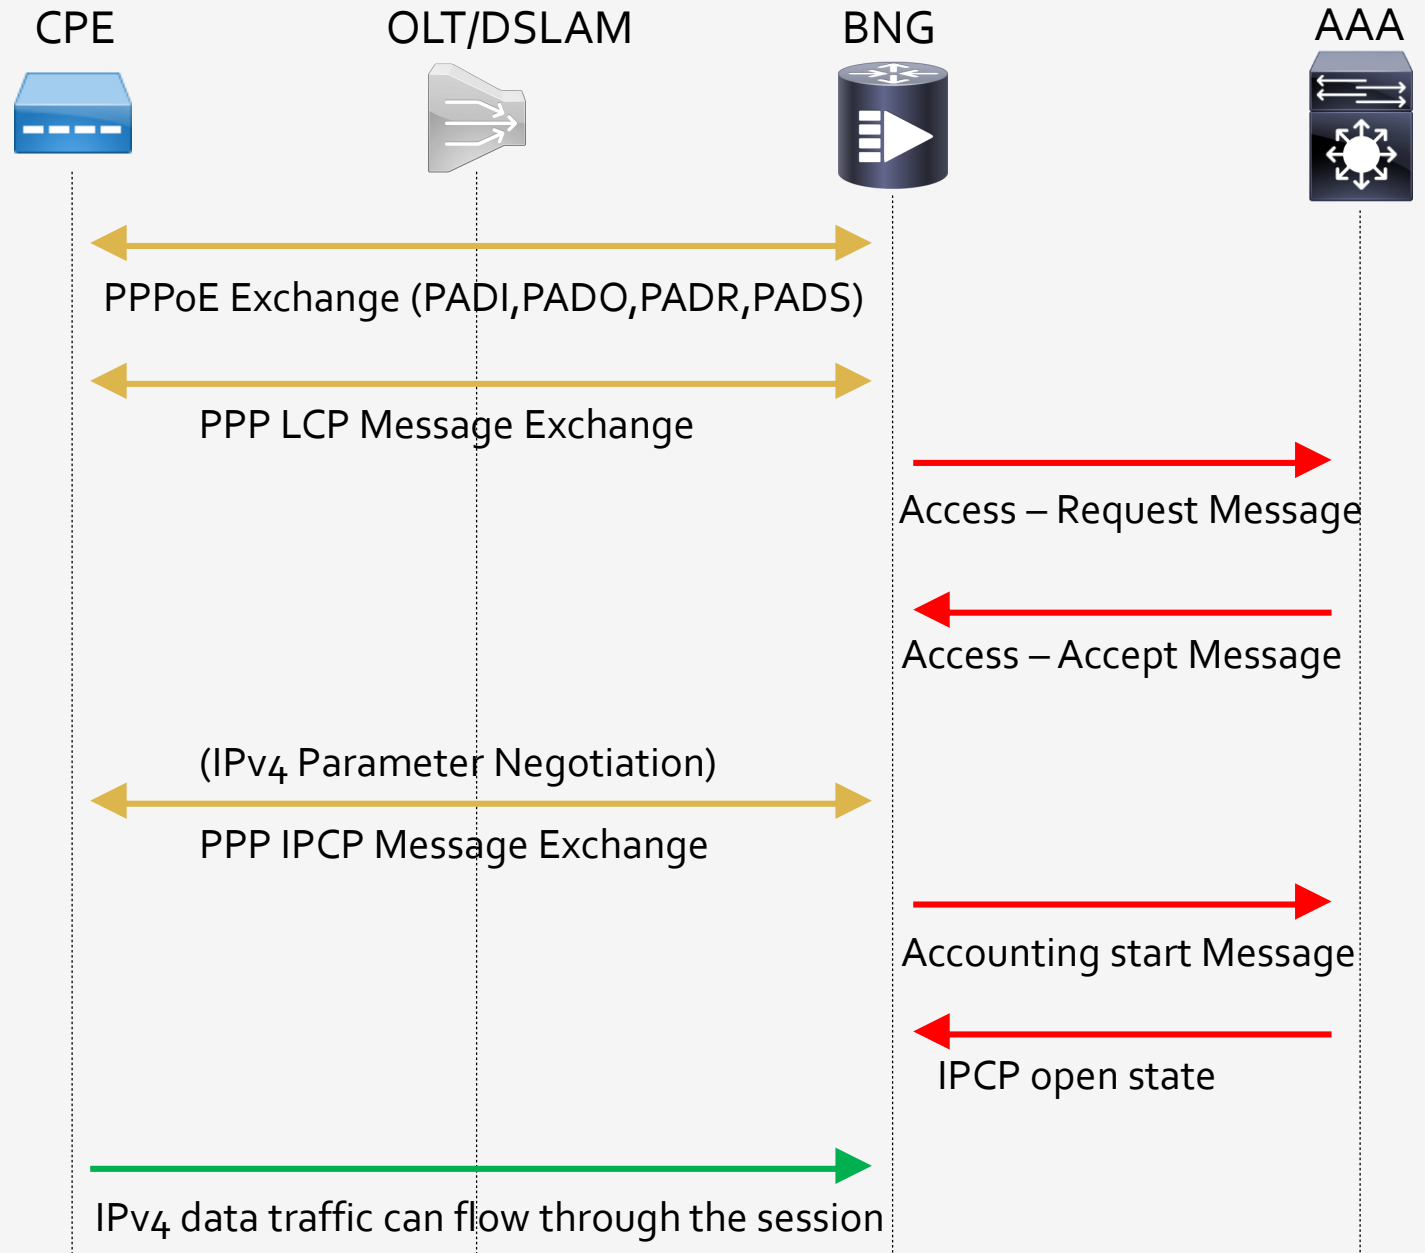 CPE
OLT/DSLAM
BNG
AAA
PPPoE Exchange (PADI,PADO,PADR,PADS)
PPP LCP Message Exchange
Access – Request Message
Access – Accept Message
(IPv4 Parameter Negotiation)
PPP IPCP Message Exchange
Accounting start Message
IPCP open state
IPv4 data traffic can flow through the session